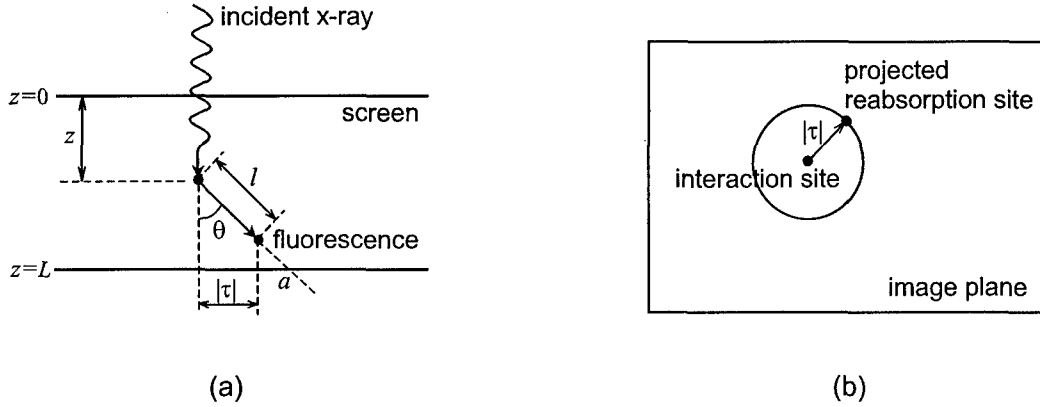 incident x-ray
z=0
screen
z
l
θ
fluorescence
z=L
a
|τ|
(a)
projected
reabsorption site
|τ|
interaction site
image plane
(b)